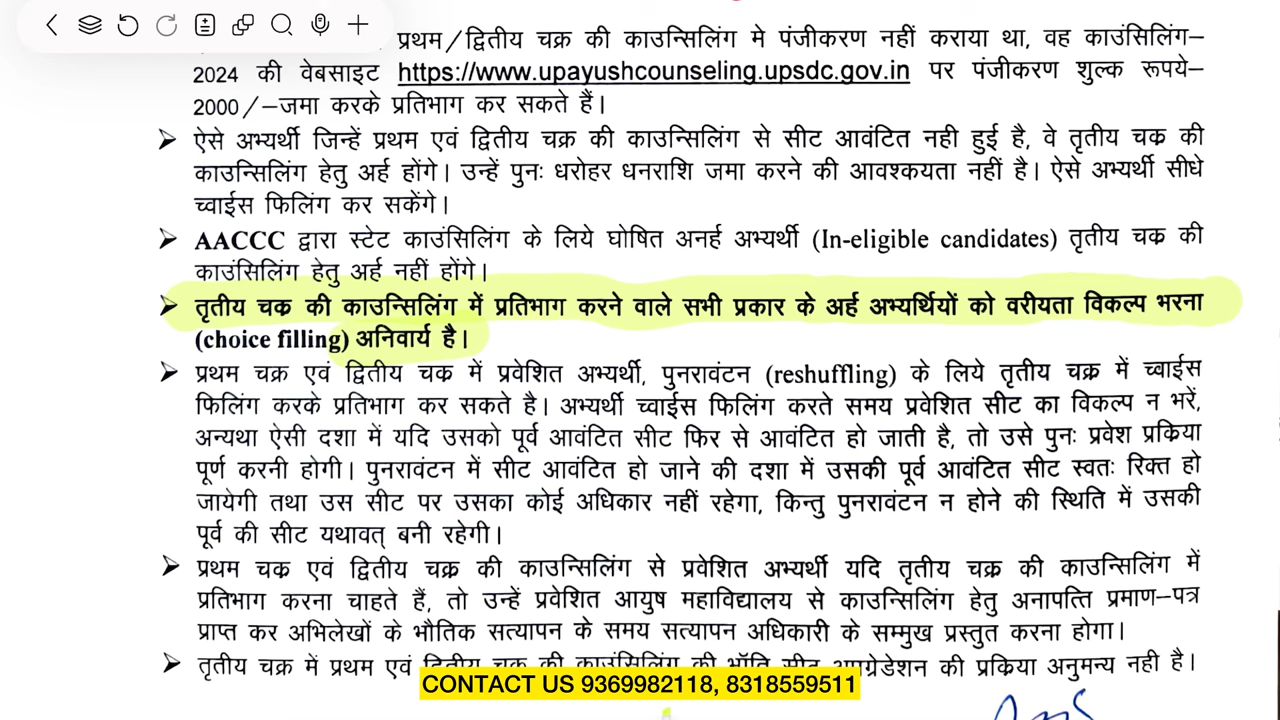 प्रथम/द्वितीय चक्र की काउन्सिलिंग मे पंजीकरण नहीं कराया था, वह काउंसिलिंग–
2024 की वेबसाइट https://www.upayushcounseling.upsdc.gov.in पर पंजीकरण शुल्क रूपये–
2000/–जमा करके प्रतिभाग कर सकते हैं।
➤ ऐसे अभ्यर्थी जिन्हें प्रथम एवं द्वितीय चक्र की काउन्सिलिंग से सीट आवंटित नही हुई है, वे तृतीय चक्र की
काउन्सिलिंग हेतु अर्ह होंगे। उन्हें पुनः धरोहर धनराशि जमा करने की आवश्कयता नहीं है। ऐसे अभ्यर्थी सीधे
च्वाईस फिलिंग कर सकेंगे।
➤ AACCC द्वारा स्टेट काउंसिलिंग के लिये घोषित अनर्ह अभ्यर्थी (In-eligible candidates) तृतीय चक्र की
काउंसिलिंग हेतु अर्ह नहीं होंगे।
➤ तृतीय चक्र की काउन्सिलिंग में प्रतिभाग करने वाले सभी प्रकार के अर्ह अभ्यर्थियों को वरीयता विकल्प भरना
(choice filling) अनिवार्य है।
➤ प्रथम चक्र एवं द्वितीय चक्र में प्रवेशित अभ्यर्थी, पुनरावंटन (reshuffling) के लिये तृतीय चक्र में च्वाईस
फिलिंग करके प्रतिभाग कर सकते है। अभ्यर्थी च्वाईस फिलिंग करते समय प्रवेशित सीट का विकल्प न भरें,
अन्यथा ऐसी दशा में यदि उसको पूर्व आवंटित सीट फिर से आवंटित हो जाती है, तो उसे पुनः प्रवेश प्रकिया
पूर्ण करनी होगी। पुनरावंटन में सीट आवंटित हो जाने की दशा में उसकी पूर्व आवंटित सीट स्वतः रिक्त हो
जायेगी तथा उस सीट पर उसका कोई अधिकार नहीं रहेगा, किन्तु पुनरावंटन न होने की स्थिति में उसकी
पूर्व की सीट यथावत् बनी रहेगी।
➤ प्रथम चक्र एवं द्वितीय चक्र की काउन्सिलिंग से प्रवेशित अभ्यर्थी यदि तृतीय चक्र की काउन्सिलिंग में
प्रतिभाग करना चाहते हैं, तो उन्हें प्रवेशित आयुष महाविद्यालय से काउन्सिलिंग हेतु अनापत्ति प्रमाण–पत्र
प्राप्त कर अभिलेखों के भौतिक सत्यापन के समय सत्यापन अधिकारी के सम्मुख प्रस्तुत करना होगा।
➤ तृतीय चक्र में प्रथम एवं द्वितीय चक्र की काउंसिलिंग की भॉति सीट अपग्रेडेशन की प्रकिया अनुमन्य नही है।
CONTACT US 9369982118, 8318559511